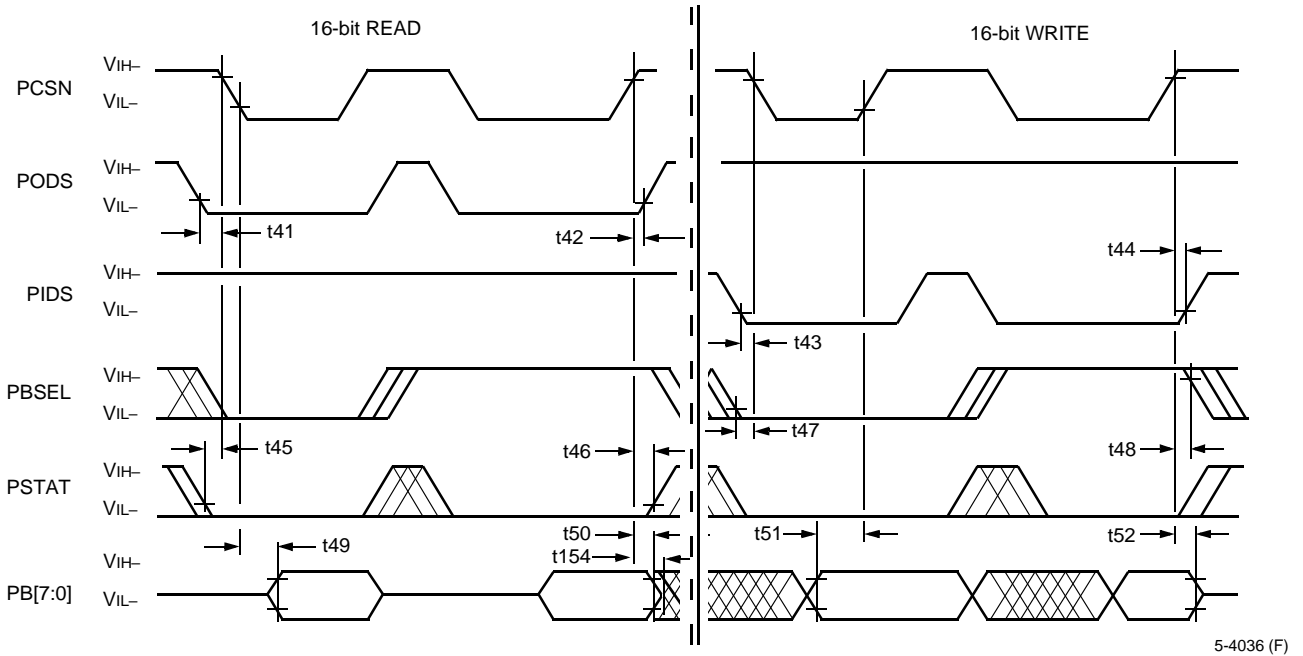 16-bit READ
16-bit WRITE
PCSN
VIH–
VIL–
PODS
VIH–
VIL–
t41
t42
t44
PIDS
VIH–
VIL–
t43
PBSEL
VIH–
VIL–
t45
t46
t47
t48
PSTAT
VIH–
VIL–
t49
t50
t154
t51
t52
PB[7:0]
VIH–
VIL–
5-4036 (F)